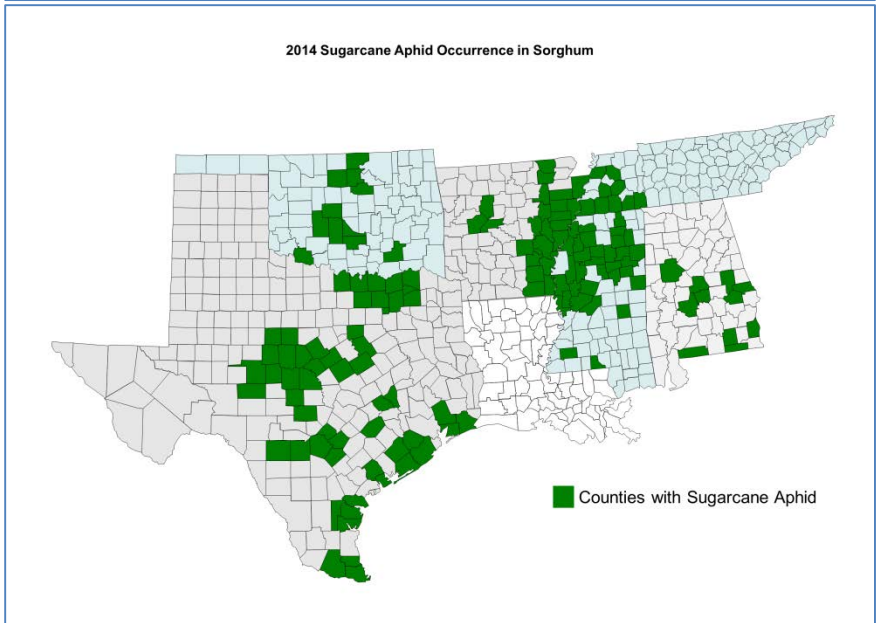 2014 Sugarcane Aphid Occurrence in Sorghum
Counties with Sugarcane Aphid